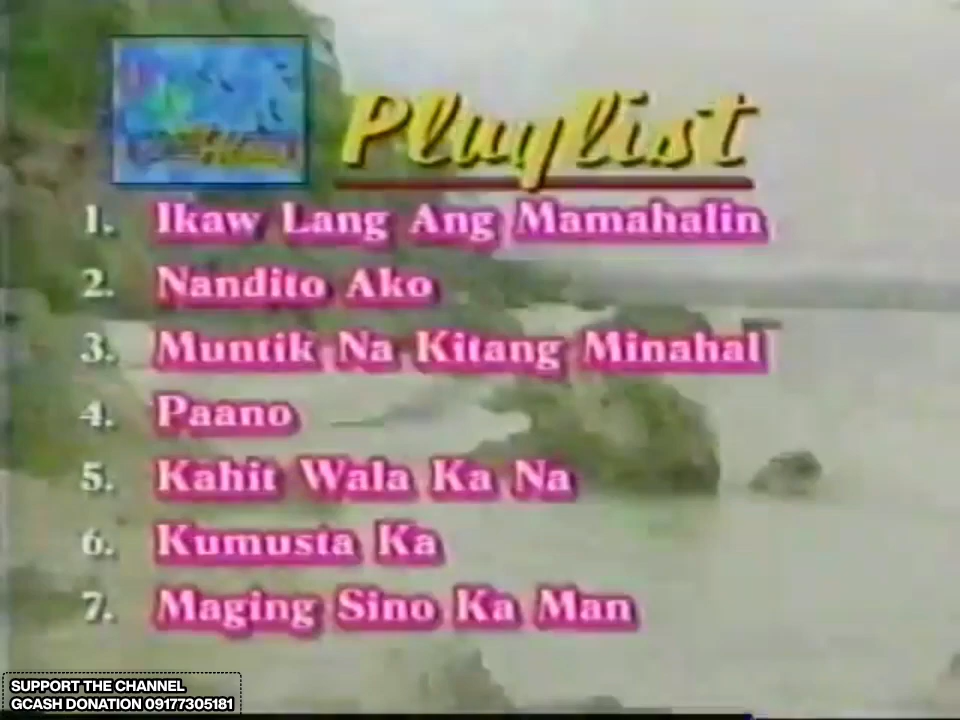 Playlist
1. Ikaw Lang Ang Mamahalin
2. Nandito Ako
3. Muntik Na Kitang Minahal
4. Paano
5. Kahit Wala Ka Na
6. Kumusta Ka
7. Maging Sino Ka Man
SUPPORT THE CHANNEL
GCASH DONATION 09177305181